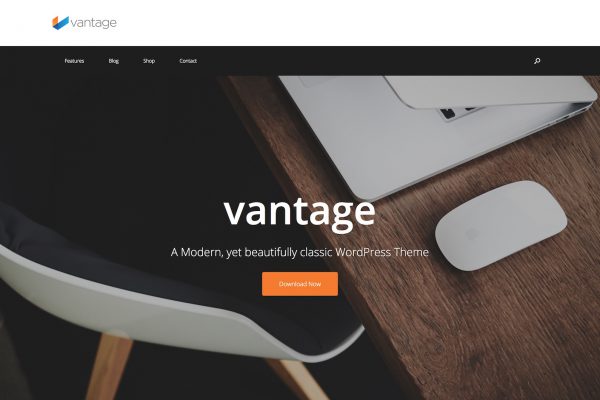 vantage
Features Blog Shop Contact
vantage
A Modern, yet beautifully classic WordPress Theme
Download Now